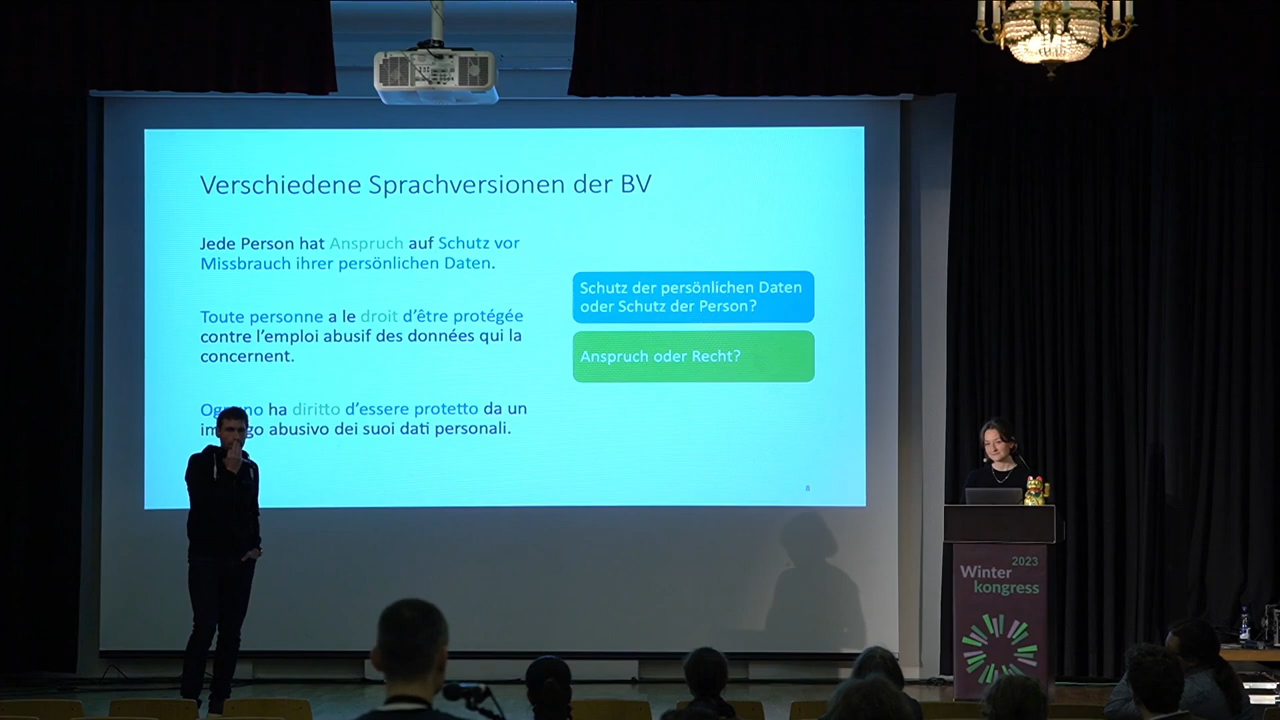 Verschiedene Sprachversionen der BV
Jede Person hat Anspruch auf Schutz vor
Missbrauch ihrer persönlichen Daten.
Toute personne a le droit d'être protégée
contre l'emploi abusif des données qui la
concernent.
ha diritto d'essere protetto da un
abusivo dei suoi dati personali.
Schutz der persönlichen Daten
oder Schutz der Person?
Anspruch oder Recht?
8
2023
Winter
kongress